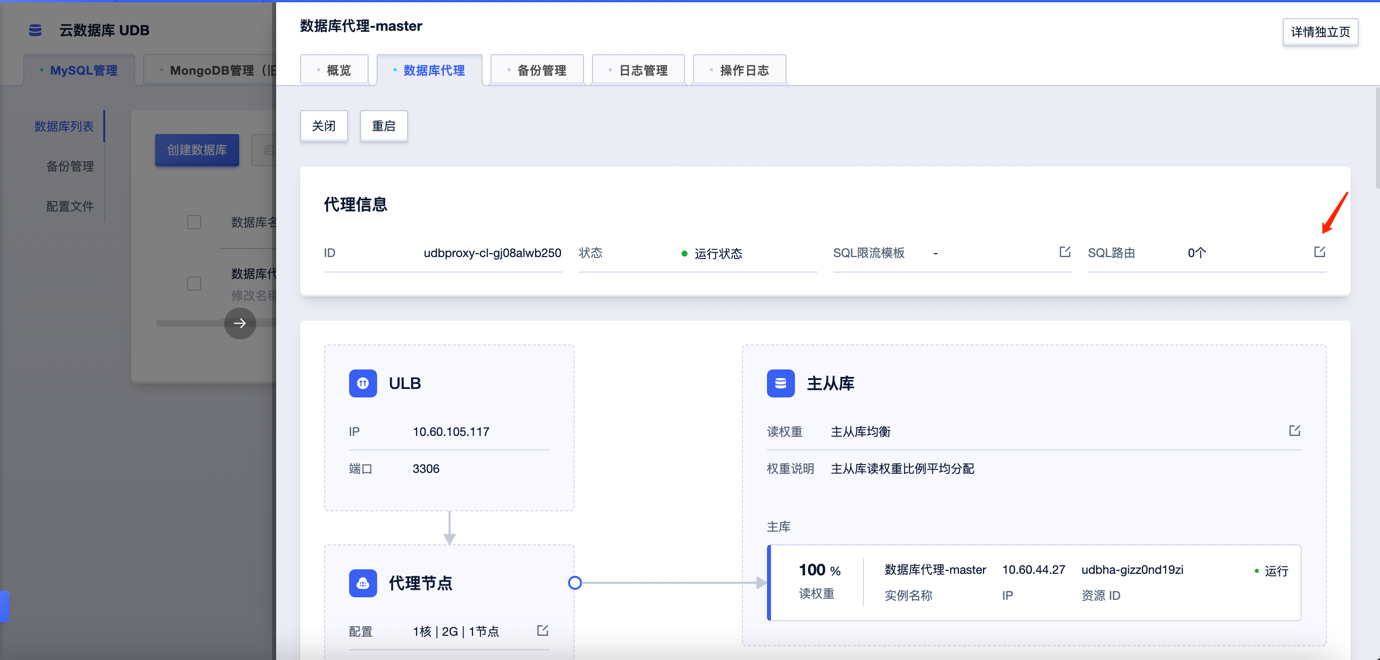 云数据库 UDB
MySQL管理
MongoDB管理（旧
数据库列表
备份管理
配置文件
创建数据库
启
数据库名
数据库代
修改名称
数据库代理-master
详情独立页
概览
数据库代理
备份管理
日志管理
操作日志
关闭
重启
代理信息
ID udbproxy-cl-gj08alwb250 状态 运行状态 SQL限流模板 - SQL路由 0个
ULB
IP 10.60.105.117
端口 3306
代理节点
配置 1核 | 2G | 1节点
主从库
读权重 主从库均衡
权重说明 主从库读权重比例平均分配
主库
100 % 数据库代理-master 10.60.44.27 udbha-gizz0nd19zi 运行
读权重 实例名称 IP 资源 ID